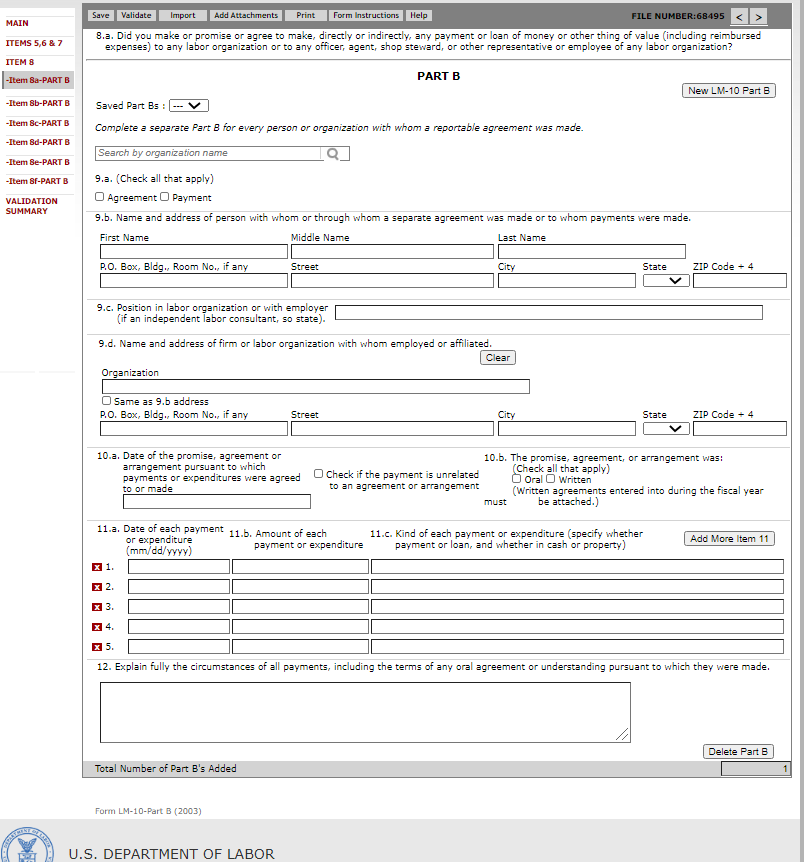 Save Validate Import Add Attachments Print Form Instructions Help FILE NUMBER:68495 < >
MAIN
ITEMS 5,6 & 7
ITEM 8
-Item 8a-PART B
-Item 8b-PART B
-Item 8c-PART B
-Item 8d-PART B
-Item 8e-PART B
-Item 8f-PART B
VALIDATION
SUMMARY
8.a. Did you make or promise or agree to make, directly or indirectly, any payment or loan of money or other thing of value (including reimbursed
expenses) to any labor organization or to any officer, agent, shop steward, or other representative or employee of any labor organization?
PART B
New LM-10 Part B
Saved Part Bs : ---
Complete a separate Part B for every person or organization with whom a reportable agreement was made.
Search by organization name
9.a. (Check all that apply)
Agreement Payment
9.b. Name and address of person with whom or through whom a separate agreement was made or to whom payments were made.
First Name Middle Name Last Name
P.O. Box, Bldg., Room No., if any Street City State ZIP Code + 4
9.c. Position in labor organization or with employer
(if an independent labor consultant, so state).
9.d. Name and address of firm or labor organization with whom employed or affiliated.
Clear
Organization
Same as 9.b address
P.O. Box, Bldg., Room No., if any Street City State ZIP Code + 4
10.a. Date of the promise, agreement or
arrangement pursuant to which
payments or expenditures were agreed
to or made
Check if the payment is unrelated
to an agreement or arrangement
10.b. The promise, agreement, or arrangement was:
(Check all that apply)
Oral Written
(Written agreements entered into during the fiscal year
must be attached.)
11.a. Date of each payment
or expenditure
(mm/dd/yyyy)
11.b. Amount of each
payment or expenditure
11.c. Kind of each payment or expenditure (specify whether
payment or loan, and whether in cash or property)
Add More Item 11
x 1.
x 2.
x 3.
x 4.
x 5.
12. Explain fully the circumstances of all payments, including the terms of any oral agreement or understanding pursuant to which they were made.
Delete Part B
Total Number of Part B's Added 1
Form LM-10-Part B (2003)
U.S. DEPARTMENT OF LABOR